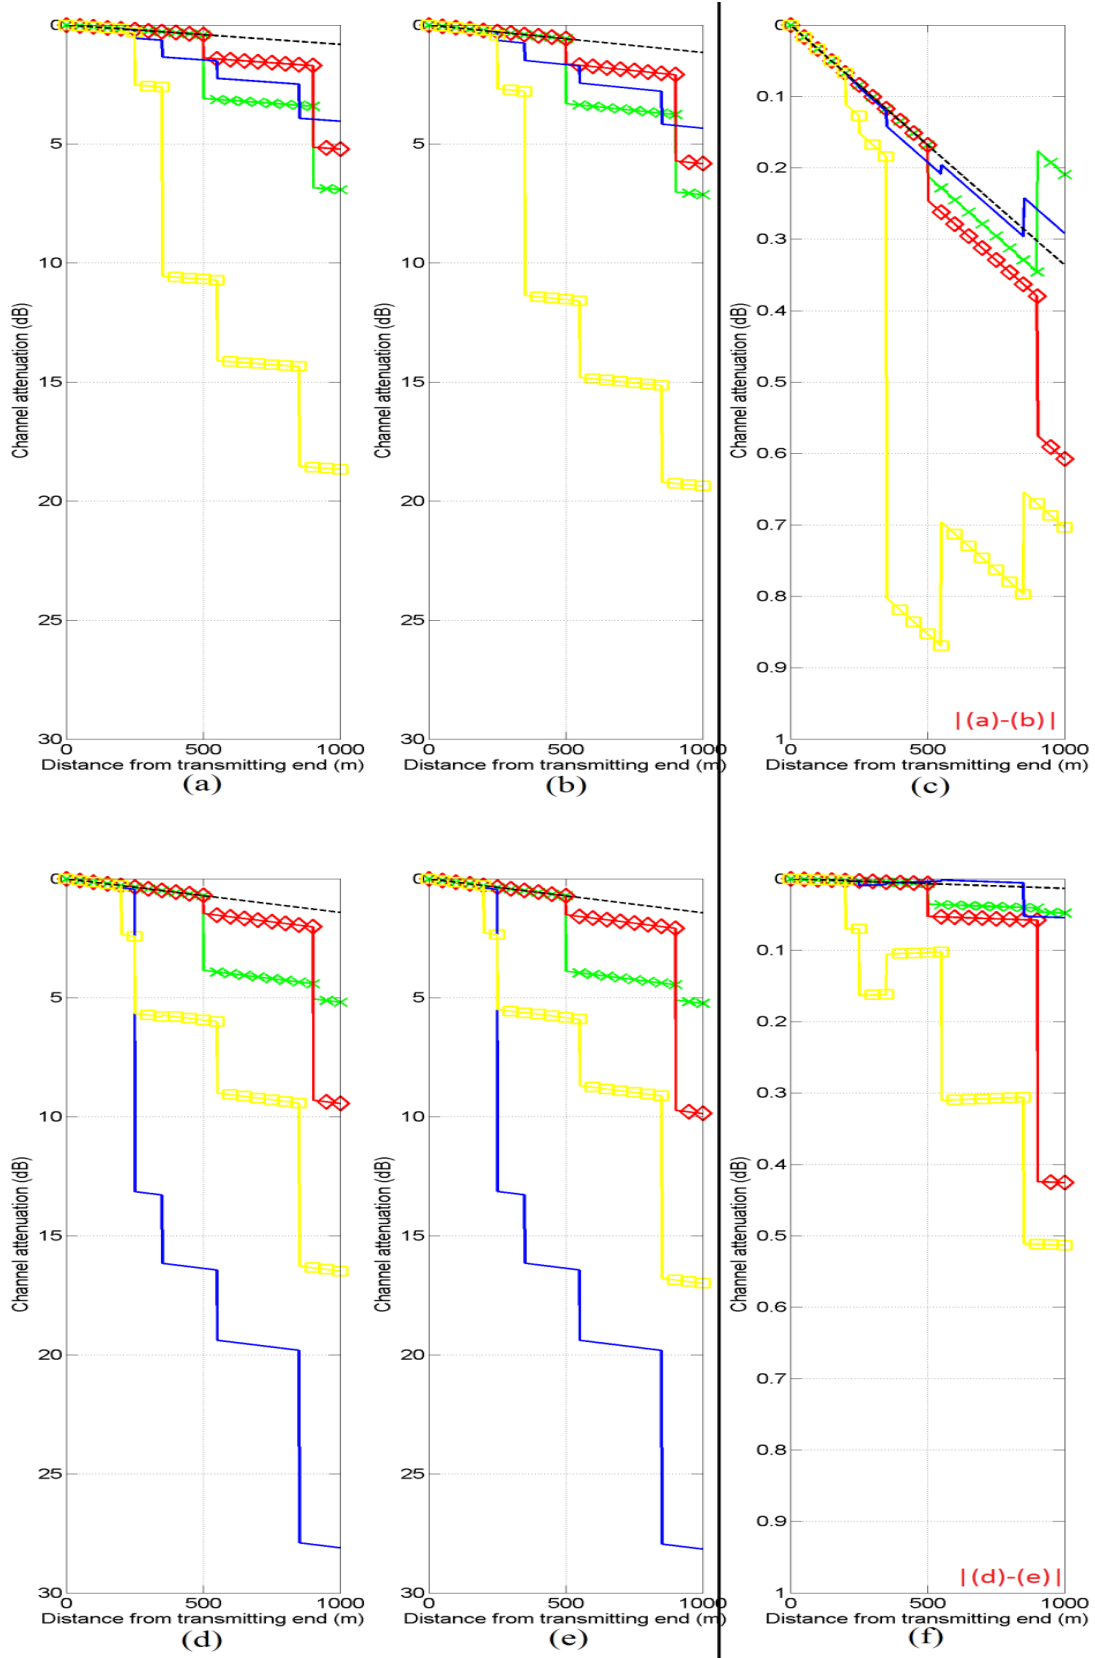 0
5
10
15
20
25
30
Channel attenuation (dB)
0 500 1000
Distance from transmitting end (m)
(a)
0
5
10
15
20
25
30
Channel attenuation (dB)
0 500 1000
Distance from transmitting end (m)
(b)
0
0.1
0.2
0.3
0.4
0.5
0.6
0.7
0.8
0.9
1
Channel attenuation (dB)
|(a)-(b)|
0 500 1000
Distance from transmitting end (m)
(c)
0
5
10
15
20
25
30
Channel attenuation (dB)
0 500 1000
Distance from transmitting end (m)
(d)
0
5
10
15
20
25
30
Channel attenuation (dB)
0 500 1000
Distance from transmitting end (m)
(e)
0
0.1
0.2
0.3
0.4
0.5
0.6
0.7
0.8
0.9
1
Channel attenuation (dB)
|(d)-(e)|
0 500 1000
Distance from transmitting end (m)
(f)